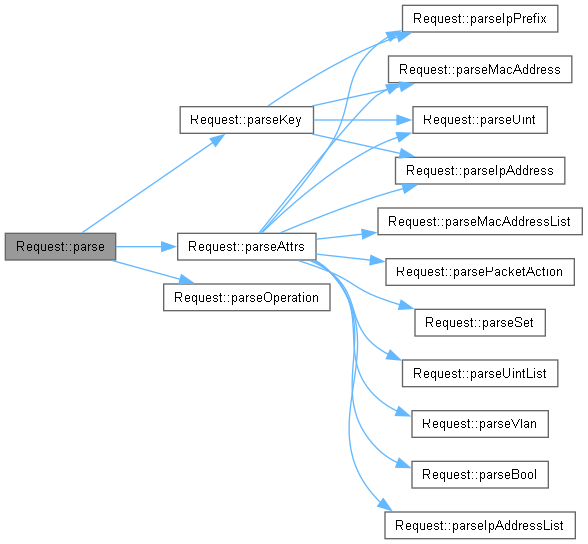 Request::parseIpPrefix
Request::parseMacAddress
Request::parseKey
Request::parseUint
Request::parseIpAddress
Request::parseMacAddressList
Request::parse
Request::parseAttrs
Request::parsePacketAction
Request::parseOperation
Request::parseSet
Request::parseUintList
Request::parseVlan
Request::parseBool
Request::parseIpAddressList